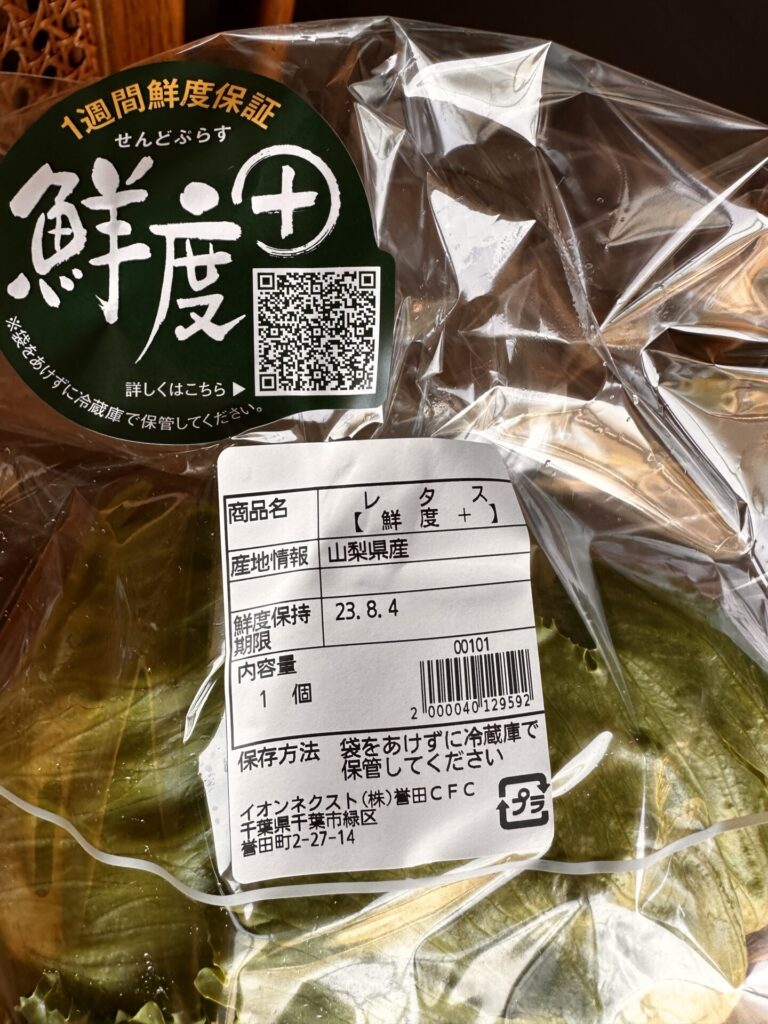 1週間鮮度保証
せんどぷらす
鮮度+
詳しくはこちら▶
※袋をあけずに冷蔵庫で保管してください。
商品名 レタス
【鮮度+】
産地情報 山梨県産
鮮度保持
期限 23.8.4
内容量
1 個
00101
2 000040 129592
保存方法 袋をあけずに冷蔵庫で
保管してください
イオンネクスト(株)誉田CFC
千葉県千葉市緑区
誉田町2-27-14
プラ